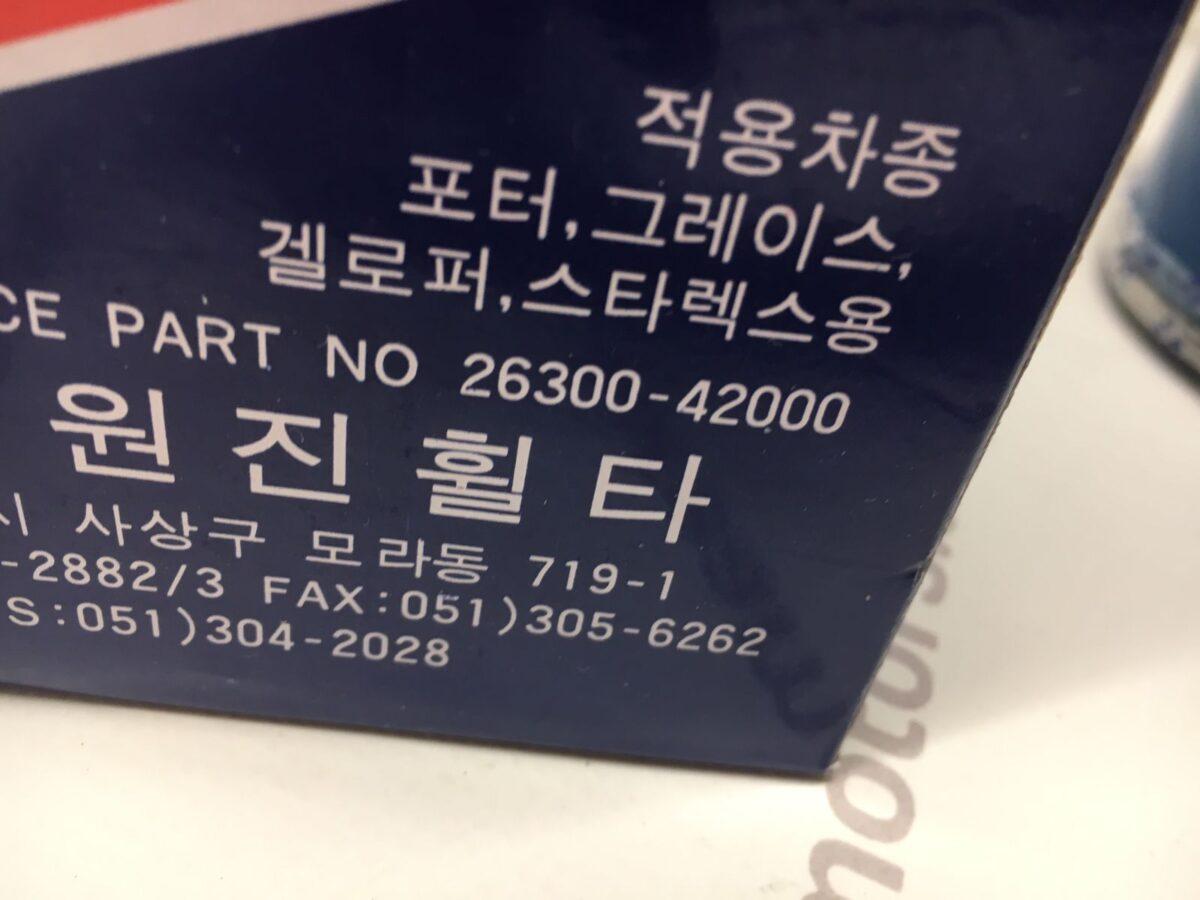 적용차종
포터,그레이스,
겔로퍼,스타렉스용
CE PART NO 26300-42000
원진휠타
시 사상구 모라동 719-1
-2882/3 FAX:051)305-6262
S:051)304-2028
motors